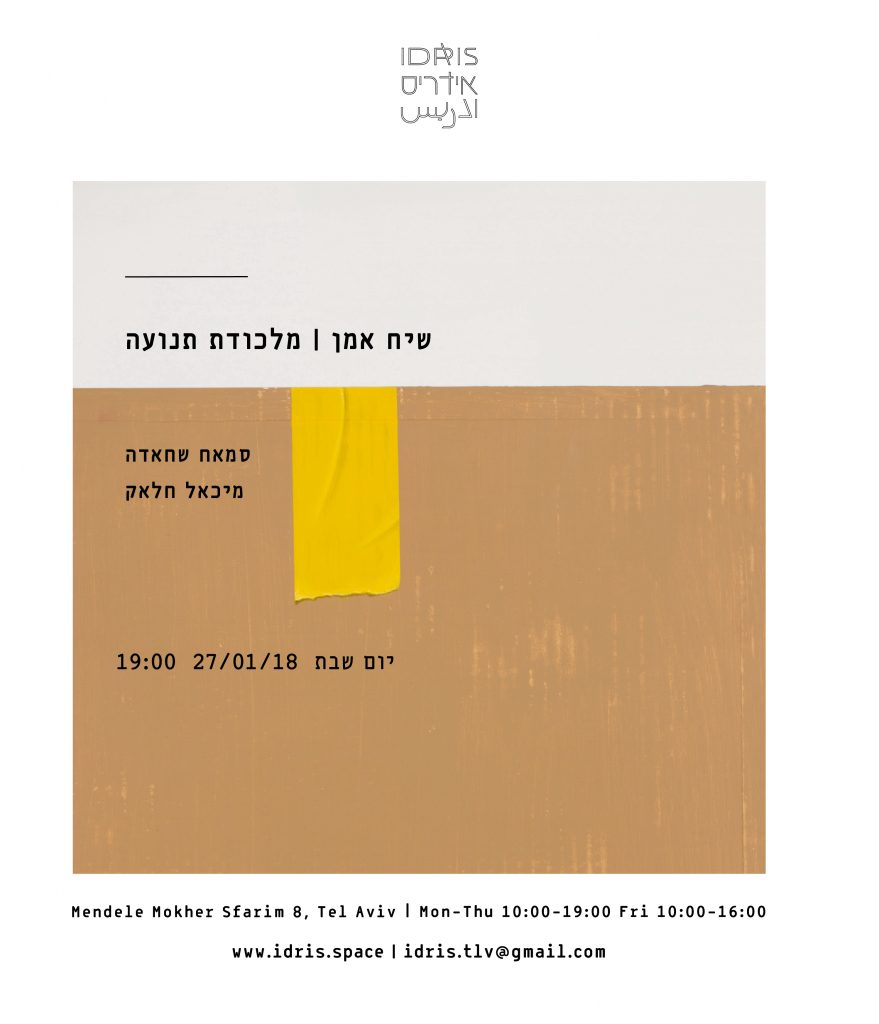 IDRIS
אידריס
ادريس
שיח אמן | מלכודת תנועה
סמאח שחאדה
מיכאל חלאק
יום שבת 27/01/18 19:00
Mendele Mokher Sfarim 8, Tel Aviv | Mon-Thu 10:00-19:00 Fri 10:00-16:00
www.idris.space | idris.tlv@gmail.com